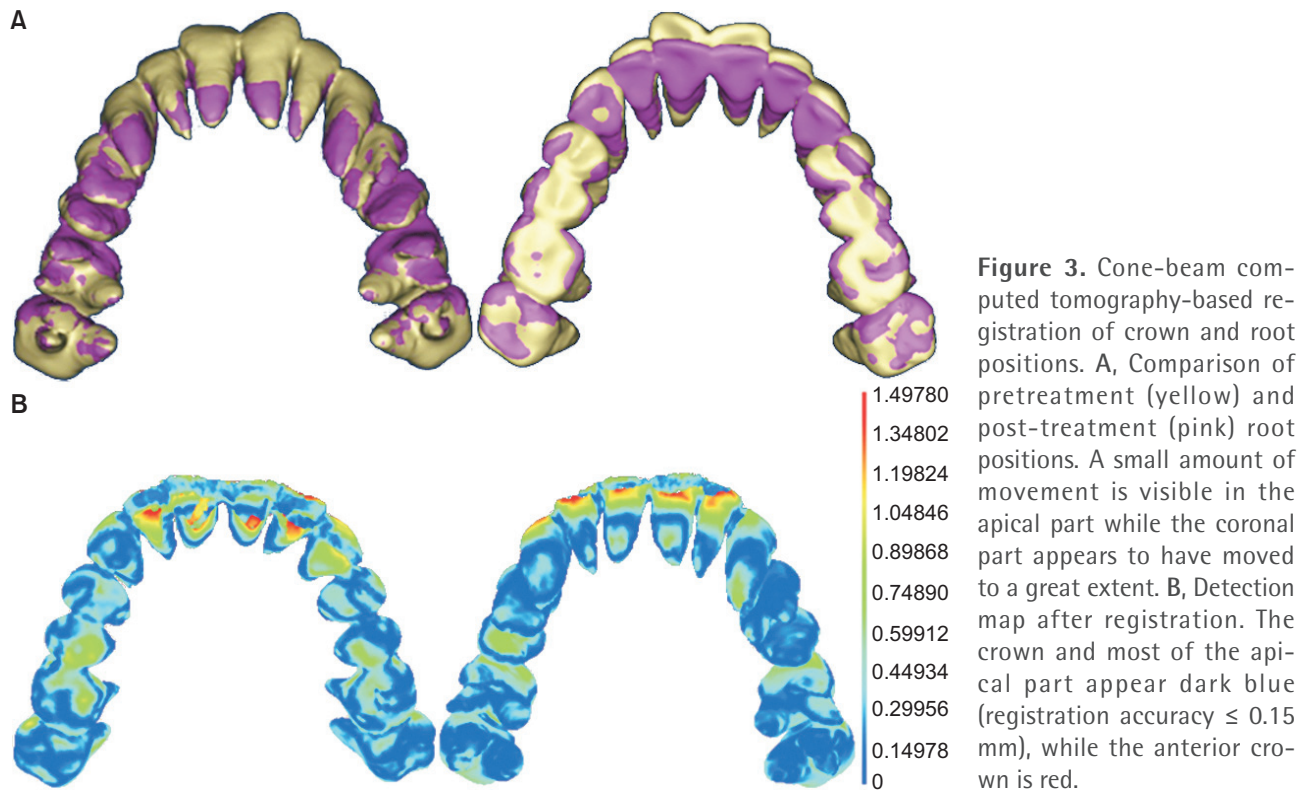 A
B
1.49780
1.34802
1.19824
1.04846
0.89868
0.74890
0.59912
0.44934
0.29956
0.14978
0
Figure 3. Cone-beam com-
puted tomography-based re-
gistration of crown and root
positions. A, Comparison of
pretreatment (yellow) and
post-treatment (pink) root
positions. A small amount of
movement is visible in the
apical part while the coronal
part appears to have moved
to a great extent. B, Detection
map after registration. The
crown and most of the api-
cal part appear dark blue
(registration accuracy ≤ 0.15
mm), while the anterior cro-
wn is red.